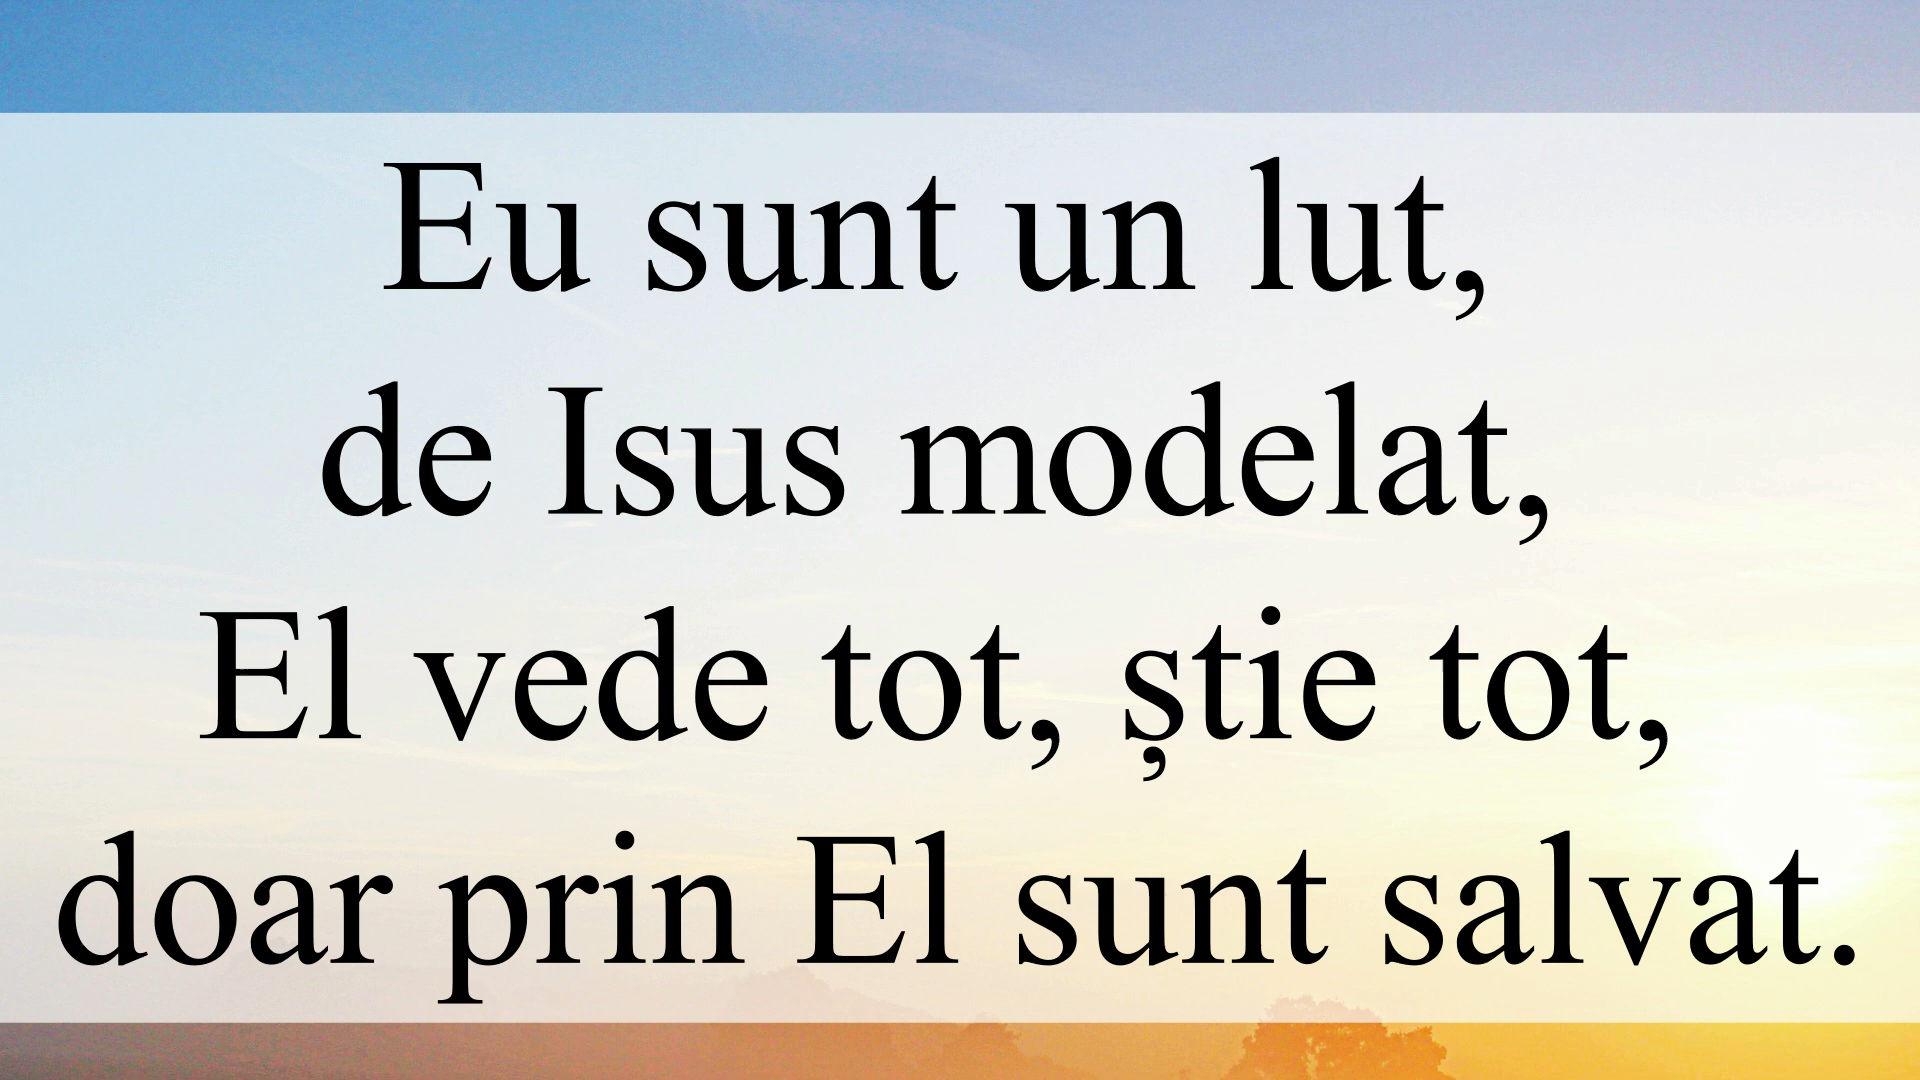 Eu sunt un lut,
de Isus modelat,
El vede tot, știe tot,
doar prin El sunt salvat.